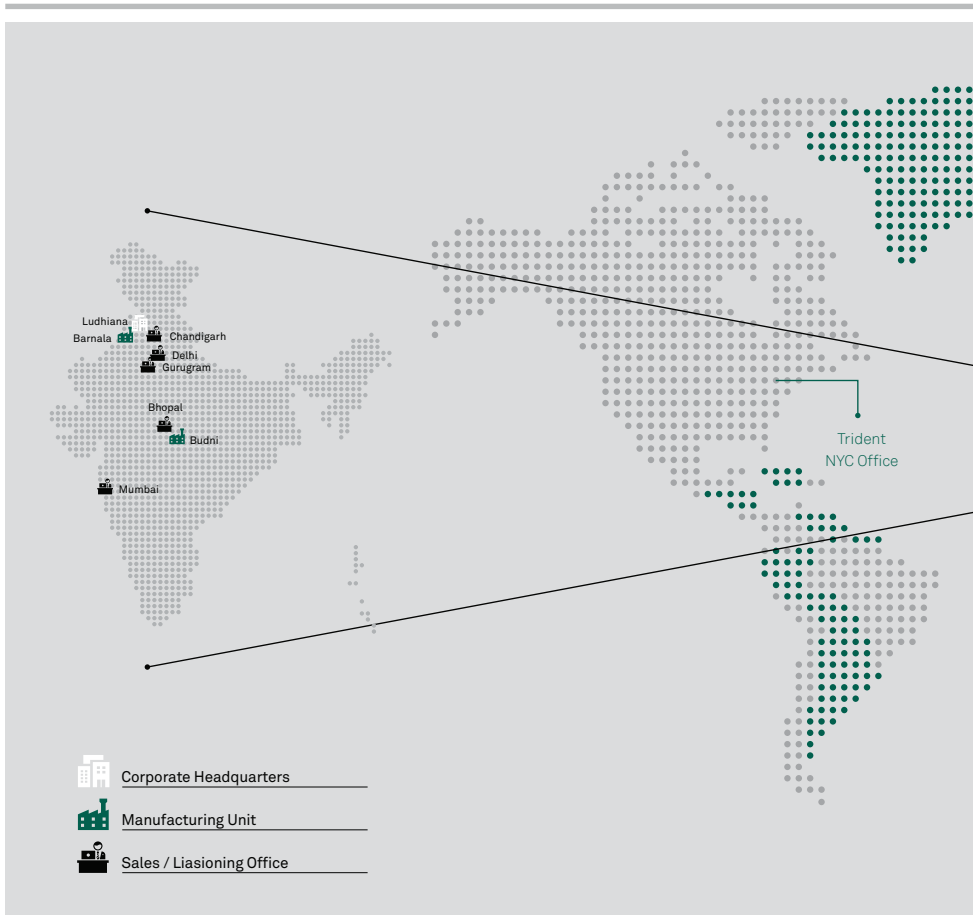 Ludhiana
Barnala
Chandigarh
Delhi
Gurugram
Bhopal
Budni
Mumbai
Trident
NYC Office
Corporate Headquarters
Manufacturing Unit
Sales / Liasioning Office